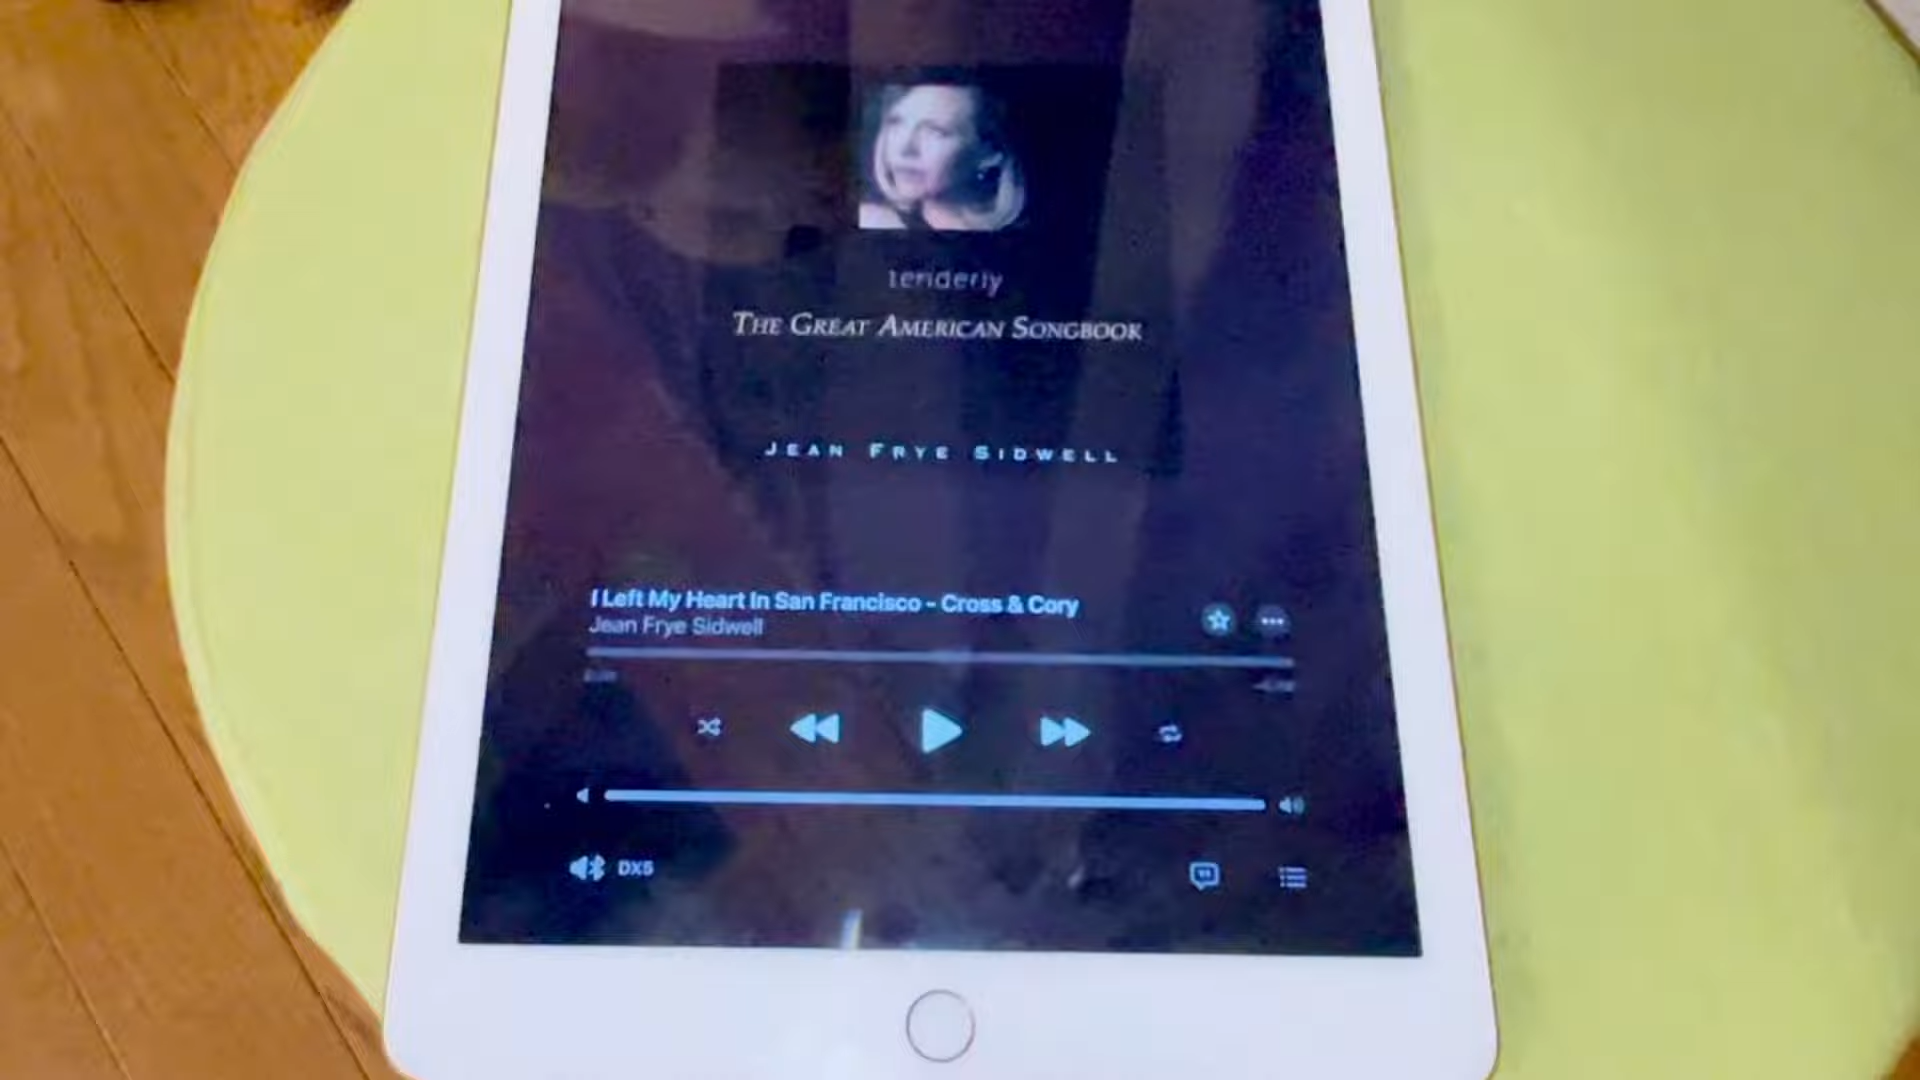 tenderly
THE GREAT AMERICAN SONGBOOK
JEAN FRYE SIDWELL
I Left My Heart In San Francisco - Cross & Cory
Jean Frye Sidwell
DX5